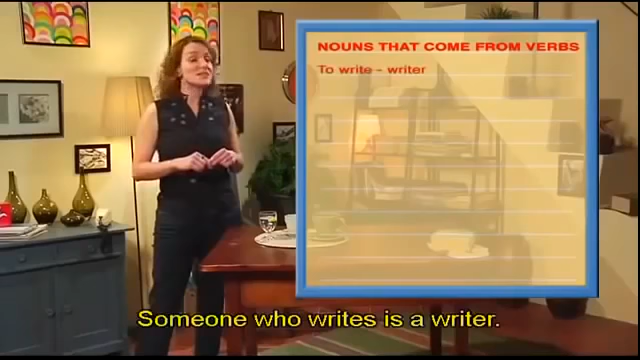 NOUNS THAT COME FROM VERBS
To write - writer
Someone who writes is a writer.